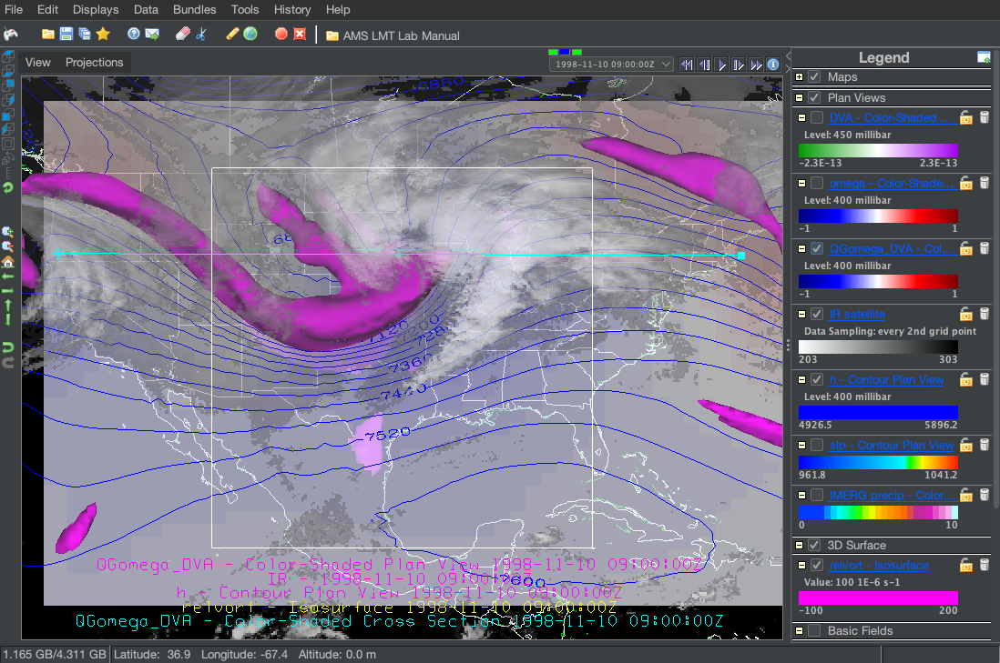 File Edit Displays Data Bundles Tools History Help
AMS LMT Lab Manual
View Projections
1998-11-10 09:00:00Z
6880
7120
7200
728
7360
7440
7520
7600
QGomega_DVA - Color-Shaded Plan View 1998-11-10 09:00:00Z
IR - 1998-11-10 09:00:00Z
h - Contour Plan View 1998-11-10 09:00:00Z
relvort - Isosurface 1998-11-10 09:00:00Z
QGomega_DVA - Color-Shaded Cross Section 1998-11-10 09:00:00Z
Legend
Maps
Plan Views
DVA - Color-Shaded ...
Level: 450 millibar
-2.3E-13 2.3E-13
omega - Color-Shade...
Level: 400 millibar
-1 1
QGomega_DVA - Col...
Level: 400 millibar
-1 1
IR satellite
Data Sampling: every 2nd grid point
203 303
h - Contour Plan View
Level: 400 millibar
4926.5 5896.2
slp - Contour Plan View
961.8 1041.2
IMERG precip - Color...
0 10
3D Surface
relvort - Isosurface
Value: 100 1E-6 s-1
-100 200
Basic Fields
1.165 GB/4.311 GB Latitude: 36.9 Longitude: -67.4 Altitude: 0.0 m